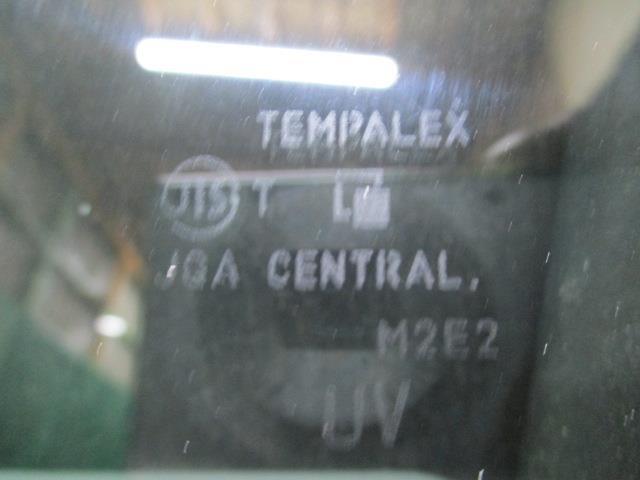 TEMPALEX
JIS T L
JGA CENTRAL.
M2E2
UV